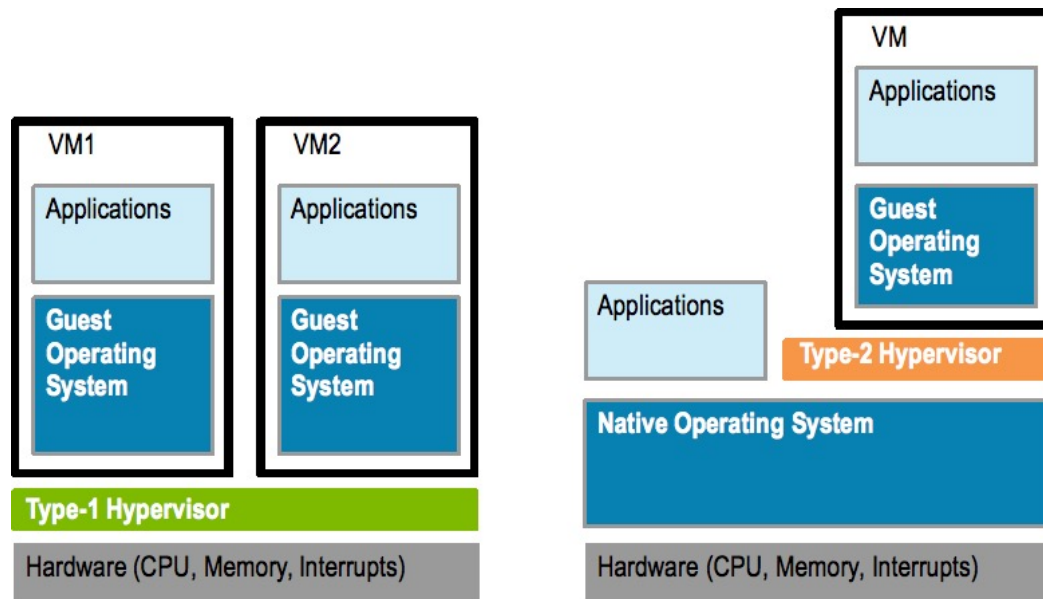 VM1
Applications
Guest
Operating
System
VM2
Applications
Guest
Operating
System
Type-1 Hypervisor
Hardware (CPU, Memory, Interrupts)
VM
Applications
Guest
Operating
System
Applications
Type-2 Hypervisor
Native Operating System
Hardware (CPU, Memory, Interrupts)